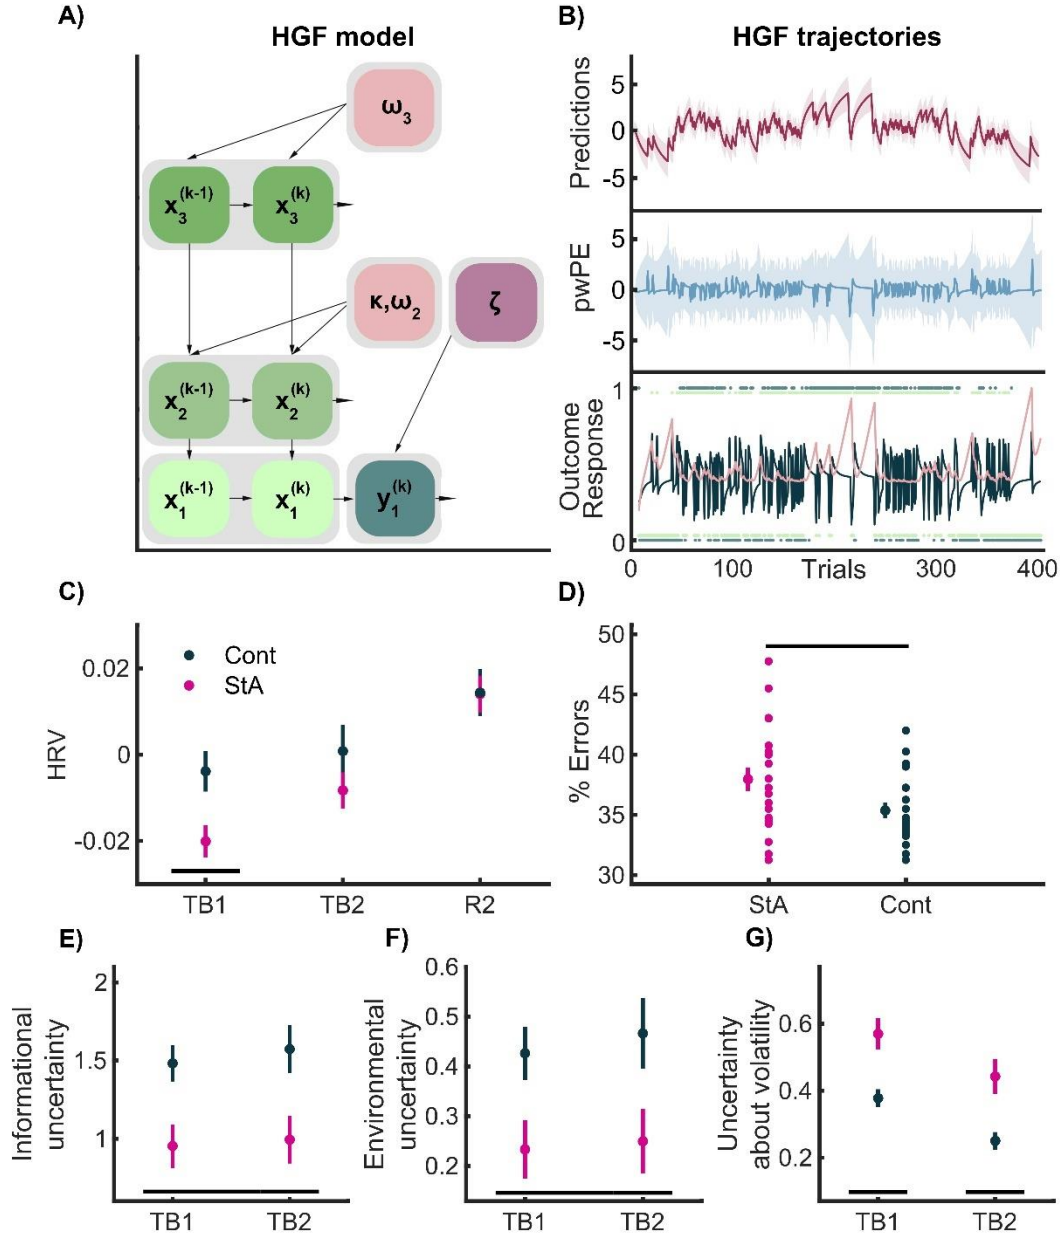 A)
HGF model
ω₃
x₃^(k-1)
x₃^(k)
κ,ω₂
ζ
x₂^(k-1)
x₂^(k)
x₁^(k-1)
x₁^(k)
y₁^(k)
B)
HGF trajectories
Predictions
5
0
-5
pwPE
5
0
-5
Outcome
Response
1
0
0
100
Trials
300
400
C)
HRV
0.02
0
-0.02
Cont
StA
TB1
TB2
R2
D)
% Errors
50
45
40
35
30
StA
Cont
E)
Informational
uncertainty
2
1.5
1
TB1
TB2
F)
Environmental
uncertainty
0.6
0.5
0.4
0.3
0.2
TB1
TB2
G)
Uncertainty
about volatility
0.6
0.4
0.2
TB1
TB2